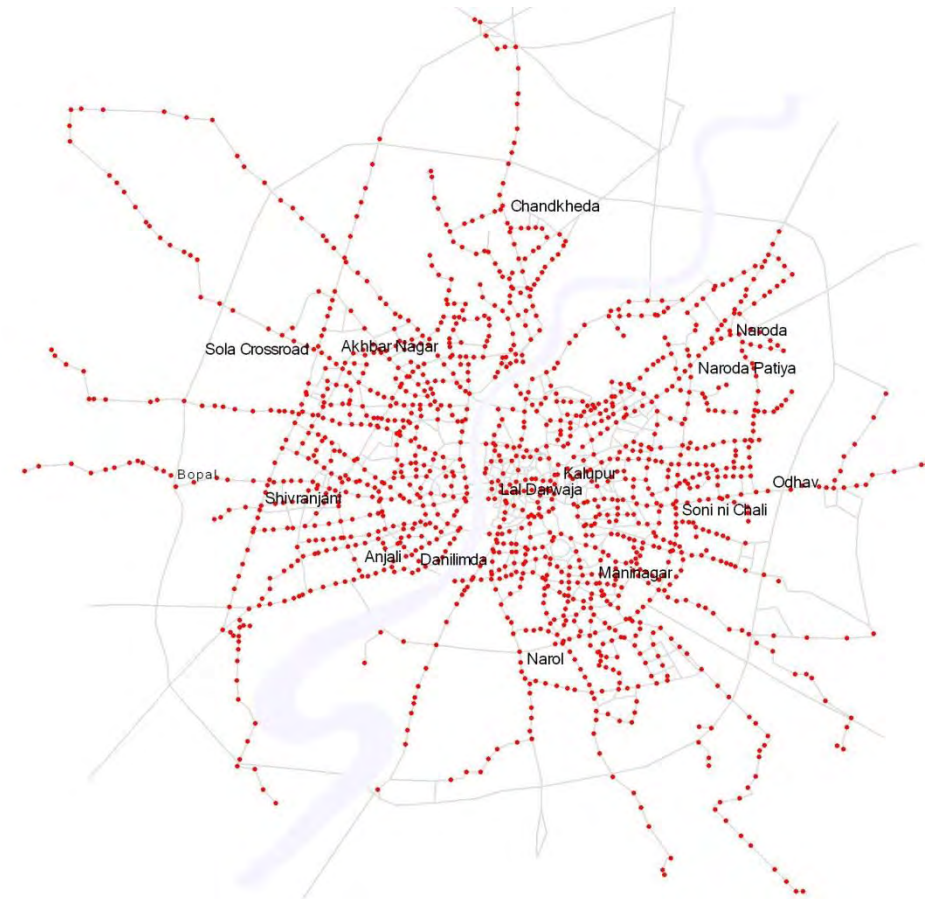 Chandkheda
Naroda
Sola Crossroad
Akhbar Nagar
Naroda Patiya
Bopal
Kalupur
Odhav
Lal Darwaja
Shivranjani
Soni ni Chali
Anjali
Danilimda
Maninagar
Narol